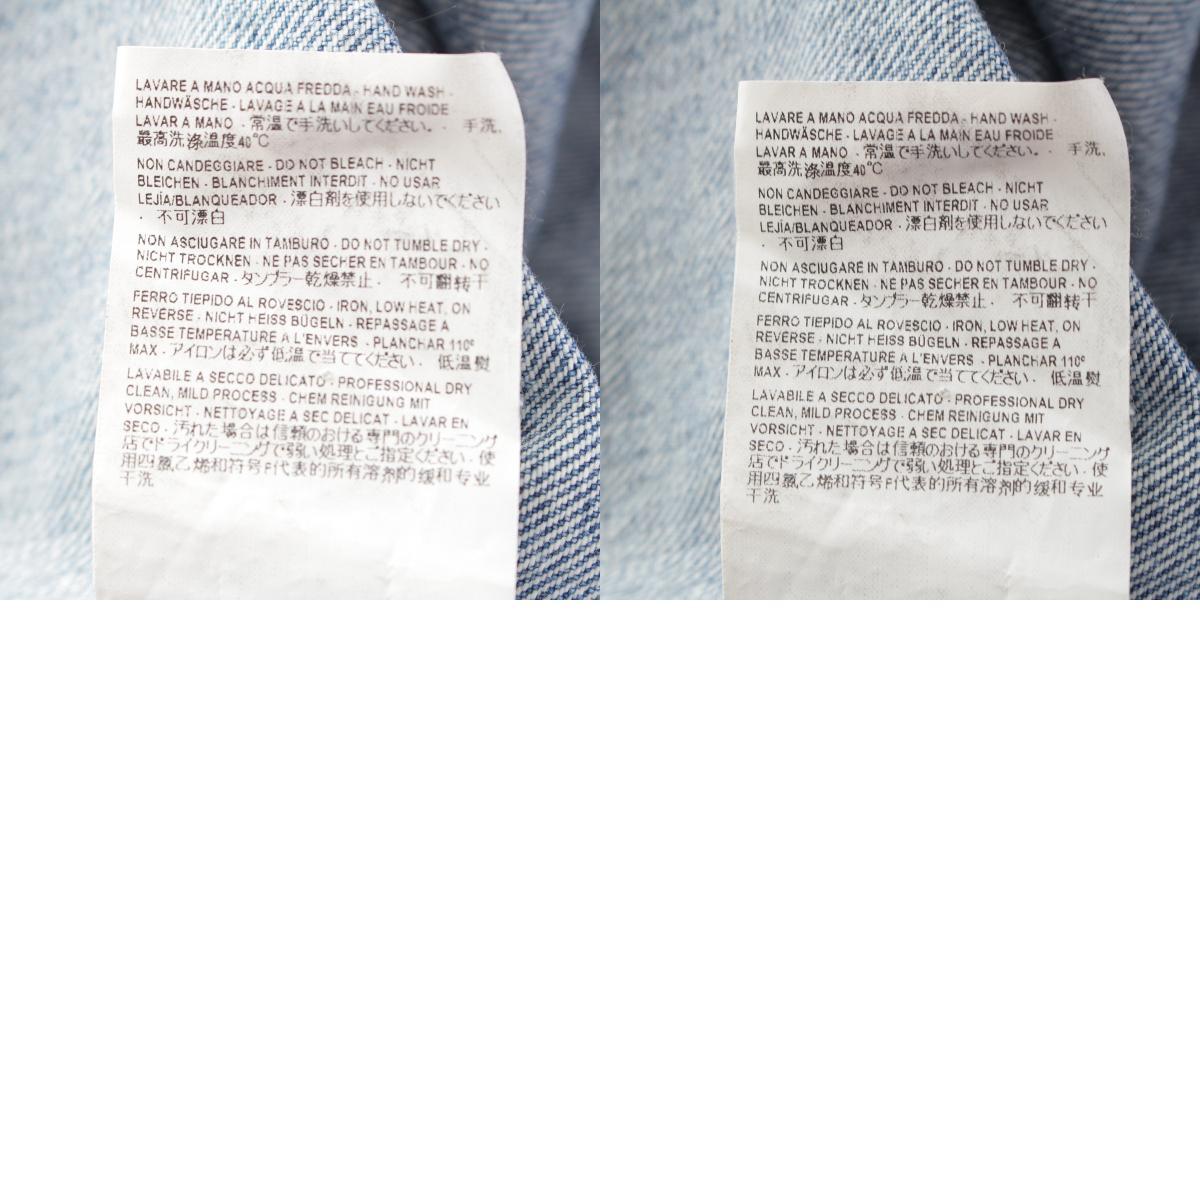 LAVARE A MANO ACQUA FREDDA - HAND WASH -
HANDWÄSCHE - LAVAGE A LA MAIN EAU FROIDE
LAVAR A MANO - 常温で手洗いしてください。 - 手洗,
最高洗涤温度40°C
NON CANDEGGIARE - DO NOT BLEACH - NICHT
BLEICHEN - BLANCHIMENT INTERDIT - NO USAR
LEJÍA/BLANQUEADOR - 漂白剤を使用しないでください
- 不可漂白
NON ASCIUGARE IN TAMBURO - DO NOT TUMBLE DRY -
NICHT TROCKNEN - NE PAS SECHER EN TAMBOUR - NO
CENTRIFUGAR - タンブラー乾燥禁止 - 不可翻转干
FERRO TIEPIDO AL ROVESCIO - IRON, LOW HEAT, ON
REVERSE - NICHT HEISS BÜGELN - REPASSAGE A
BASSE TEMPERATURE A L'ENVERS - PLANCHAR 110°
MAX - アイロンは必ず低温で当ててください - 低温熨
LAVABILE A SECCO DELICATO - PROFESSIONAL DRY
CLEAN, MILD PROCESS - CHEM REINIGUNG MIT
VORSICHT - NETTOYAGE A SEC DELICAT - LAVAR EN
SECO - 汚れた場合は信頼のおける専門のクリーニング
店でドライクリーニングで弱い処理とご指定ください - 使
用四氯乙烯和符号F代表的所有溶剂的缓和专业
干洗
LAVARE A MANO ACQUA FREDDA - HAND WASH -
HANDWÄSCHE - LAVAGE A LA MAIN EAU FROIDE
LAVAR A MANO - 常温で手洗いしてください。 - 手洗,
最高洗涤温度40°C
NON CANDEGGIARE - DO NOT BLEACH - NICHT
BLEICHEN - BLANCHIMENT INTERDIT - NO USAR
LEJÍA/BLANQUEADOR - 漂白剤を使用しないでください
- 不可漂白
NON ASCIUGARE IN TAMBURO - DO NOT TUMBLE DRY -
NICHT TROCKNEN - NE PAS SECHER EN TAMBOUR - NO
CENTRIFUGAR - タンブラー乾燥禁止 - 不可翻转干
FERRO TIEPIDO AL ROVESCIO - IRON, LOW HEAT, ON
REVERSE - NICHT HEISS BÜGELN - REPASSAGE A
BASSE TEMPERATURE A L'ENVERS - PLANCHAR 110°
MAX - アイロンは必ず低温で当ててください - 低温熨
LAVABILE A SECCO DELICATO - PROFESSIONAL DRY
CLEAN, MILD PROCESS - CHEM REINIGUNG MIT
VORSICHT - NETTOYAGE A SEC DELICAT - LAVAR EN
SECO - 汚れた場合は信頼のおける専門のクリーニング
店でドライクリーニングで弱い処理とご指定ください - 使
用四氯乙烯和符号F代表的所有溶剂的缓和专业
干洗